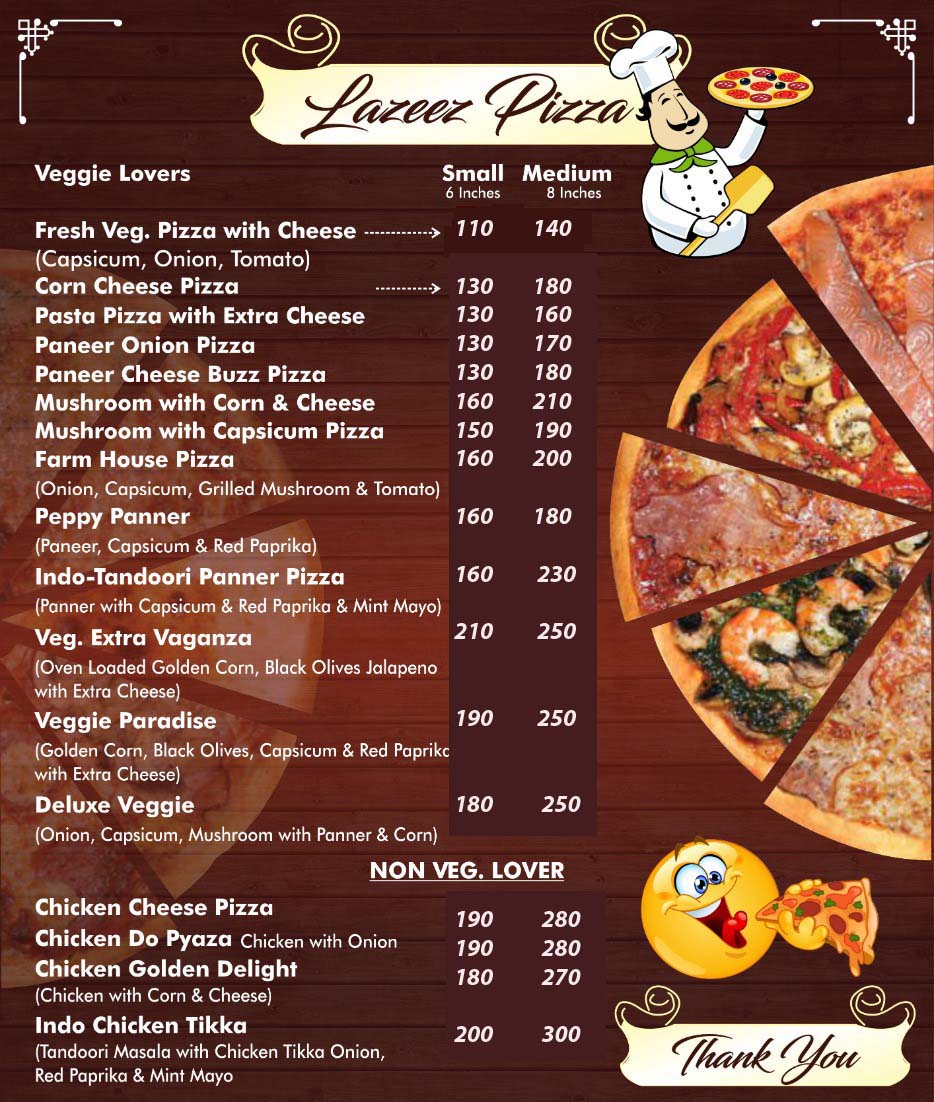 Lazeez Pizza
Veggie Lovers Small Medium
6 Inches 8 Inches
Fresh Veg. Pizza with Cheese 110 140
(Capsicum, Onion, Tomato)
Corn Cheese Pizza 130 180
Pasta Pizza with Extra Cheese 130 160
Paneer Onion Pizza 130 170
Paneer Cheese Buzz Pizza 130 180
Mushroom with Corn & Cheese 160 210
Mushroom with Capsicum Pizza 150 190
Farm House Pizza 160 200
(Onion, Capsicum, Grilled Mushroom & Tomato)
Peppy Panner 160 180
(Paneer, Capsicum & Red Paprika)
Indo-Tandoori Panner Pizza 160 230
(Panner with Capsicum & Red Paprika & Mint Mayo)
Veg. Extra Vaganza 210 250
(Oven Loaded Golden Corn, Black Olives Jalapeno
with Extra Cheese)
Veggie Paradise 190 250
(Golden Corn, Black Olives, Capsicum & Red Paprika
with Extra Cheese)
Deluxe Veggie 180 250
(Onion, Capsicum, Mushroom with Panner & Corn)
NON VEG. LOVER
Chicken Cheese Pizza 190 280
Chicken Do Pyaza Chicken with Onion 190 280
Chicken Golden Delight 180 270
(Chicken with Corn & Cheese)
Indo Chicken Tikka 200 300
(Tandoori Masala with Chicken Tikka Onion,
Red Paprika & Mint Mayo
Thank You